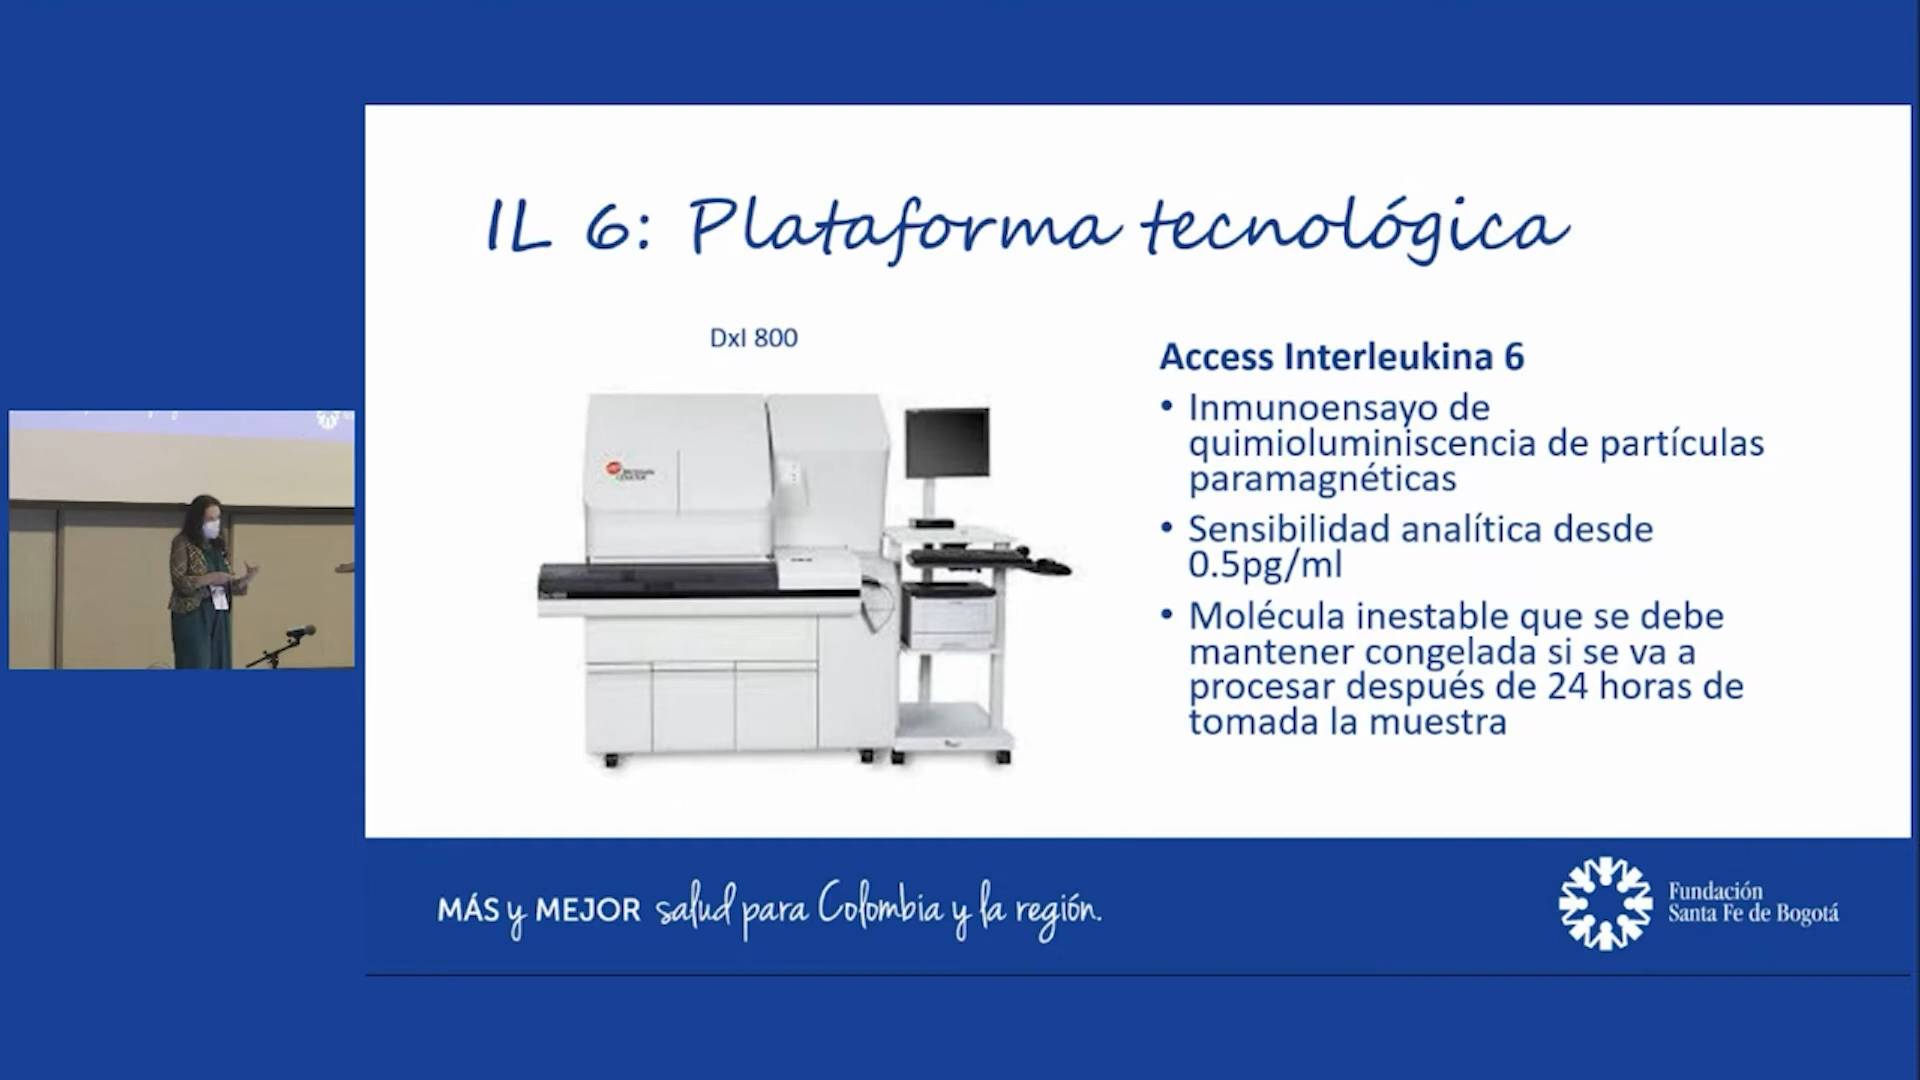 IL 6: Plataforma tecnológica
DxI 800
Access Interleukina 6
• Inmunoensayo de
quimioluminiscencia de partículas
paramagnéticas
• Sensibilidad analítica desde
0.5pg/ml
• Molécula inestable que se debe
mantener congelada si se va a
procesar después de 24 horas de
tomada la muestra
MÁS y MEJOR salud para Colombia y la región.
Fundación
Santa Fe de Bogotá